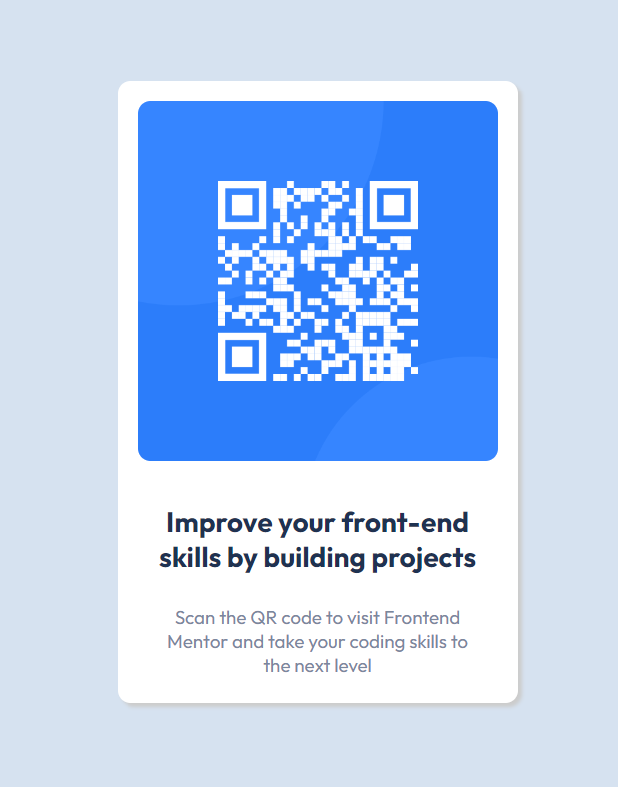 Improve your front-end
skills by building projects
Scan the QR code to visit Frontend
Mentor and take your coding skills to
the next level